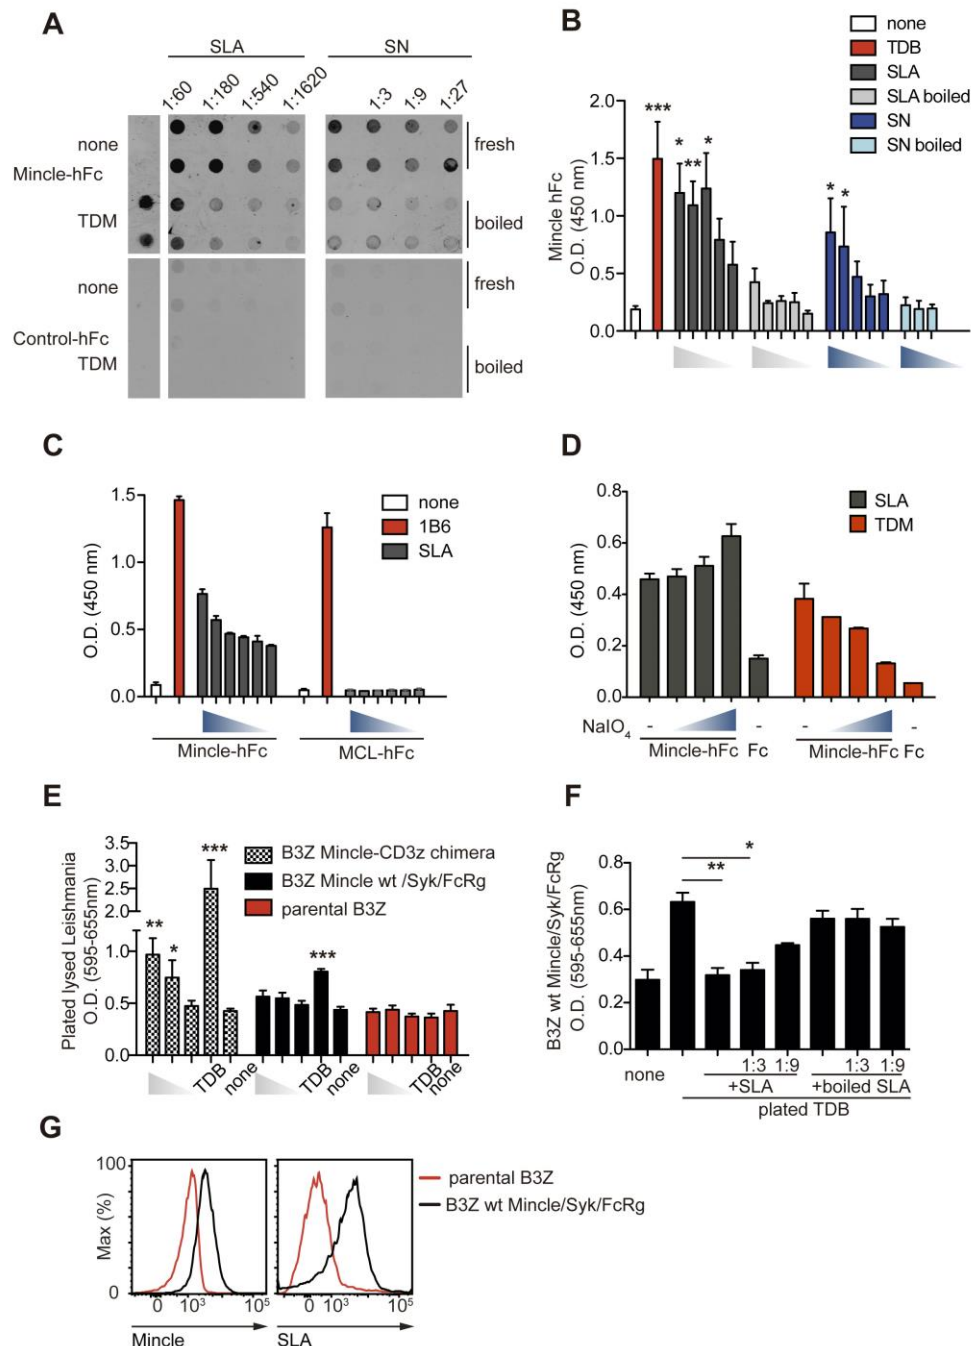 A
SLA
SN
1:60
1:180
1:540
1:1620
1:3
1:9
1:27
none
fresh
Mincle-hFc
TDM
boiled
none
fresh
Control-hFc
TDM
boiled
B
none
TDB
SLA
SLA boiled
SN
SN boiled
Mincle hFc
O.D. (450 nm)
2.0
1.5
1.0
0.5
0.0
***
*
**
*
*
*
C
none
1B6
SLA
O.D. (450 nm)
1.5
1.0
0.5
0.0
Mincle-hFc
MCL-hFc
D
SLA
TDM
O.D. (450 nm)
0.8
0.6
0.4
0.2
0.0
NaIO4 - - - -
Mincle-hFc Fc Mincle-hFc Fc
E
B3Z Mincle-CD3z chimera
B3Z Mincle wt /Syk/FcRg
parental B3Z
Plated lysed Leishmania
O.D. (595-655nm)
3.5
3.0
2.5
2.0
1.0
0.5
0.0
**
*
***
***
TDB
none
TDB
none
TDB
none
F
B3Z wt Mincle/Syk/FcRg
O.D. (595-655nm)
0.8
0.6
0.4
0.2
0.0
*
**
none
1:3 1:9 1:3 1:9
+SLA +boiled SLA
plated TDB
G
Max (%)
100
0
0 10³ 10⁵
0 10³ 10⁵
Mincle
SLA
parental B3Z
B3Z wt Mincle/Syk/FcRg